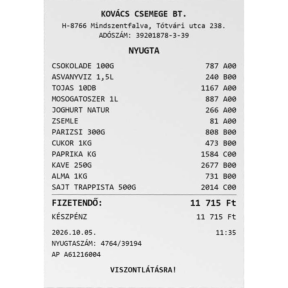 KOVÁCS CSEMEGE BT.
H-8766 Mindszentfalva, Tótvári utca 238.
ADÓSZÁM: 39201878-3-39
NYUGTA
CSOKOLADE 100G 787 A00
ASVANYVIZ 1,5L 240 B00
TOJAS 10DB 1167 A00
MOSOGATOSZER 1L 887 A00
JOGHURT NATUR 266 A00
ZSEMLE 81 A00
PARIZSI 300G 808 B00
CUKOR 1KG 473 B00
PAPRIKA KG 1584 C00
KAVE 250G 2677 B00
ALMA 1KG 731 B00
SAJT TRAPPISTA 500G 2014 C00
FIZETENDŐ: 11 715 Ft
KÉSZPÉNZ 11 715 Ft
2026.10.05. 11:35
NYUGTASZÁM: 4764/39194
AP A61216004
VISZONTLÁTÁSRA!